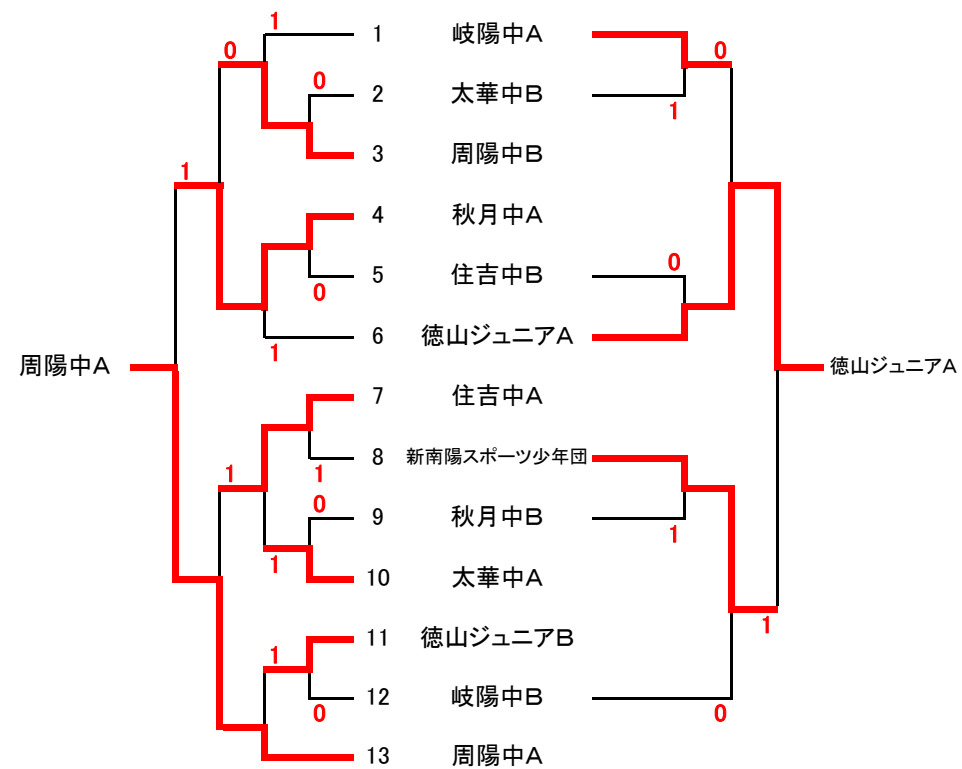 1
1 岐陽中A
0 0
0
2 太華中B
1
3 周陽中B
1
4 秋月中A
0
5 住吉中B
0
6 徳山ジュニアA
1
周陽中A
徳山ジュニアA
7 住吉中A
8 新南陽スポーツ少年団
1 1
0
9 秋月中B
1
1
10 太華中A
1
11 徳山ジュニアB
1
12 岐陽中B
0 0
13 周陽中A